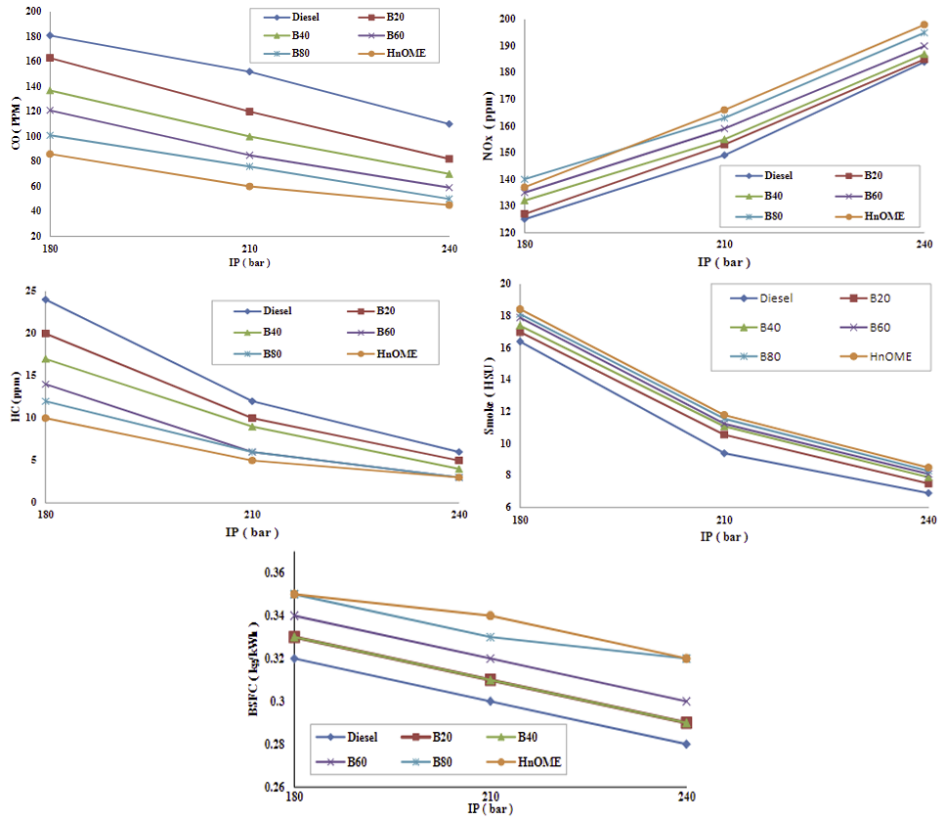 CO ( PPM )
200
180
160
140
120
100
80
60
40
20
180 210 240
IP ( bar )
Diesel B20
B40 B60
B80 HnOME
NOx ( ppm )
200
190
180
170
160
150
140
130
120
180 210 240
IP ( bar )
Diesel B20
B40 B60
B80 HnOME
HC (ppm)
25
20
15
10
5
0
180 210 240
IP ( bar )
Diesel B20
B40 B60
B80 HnOME
Smoke ( HSU )
20
18
16
14
12
10
8
6
180 210 240
IP ( bar )
Diesel B20
B40 B60
B80 HnOME
BSFC ( kg/kWh )
0.36
0.34
0.32
0.3
0.28
0.26
180 210 240
IP ( bar )
Diesel B20 B40
B60 B80 HnOME